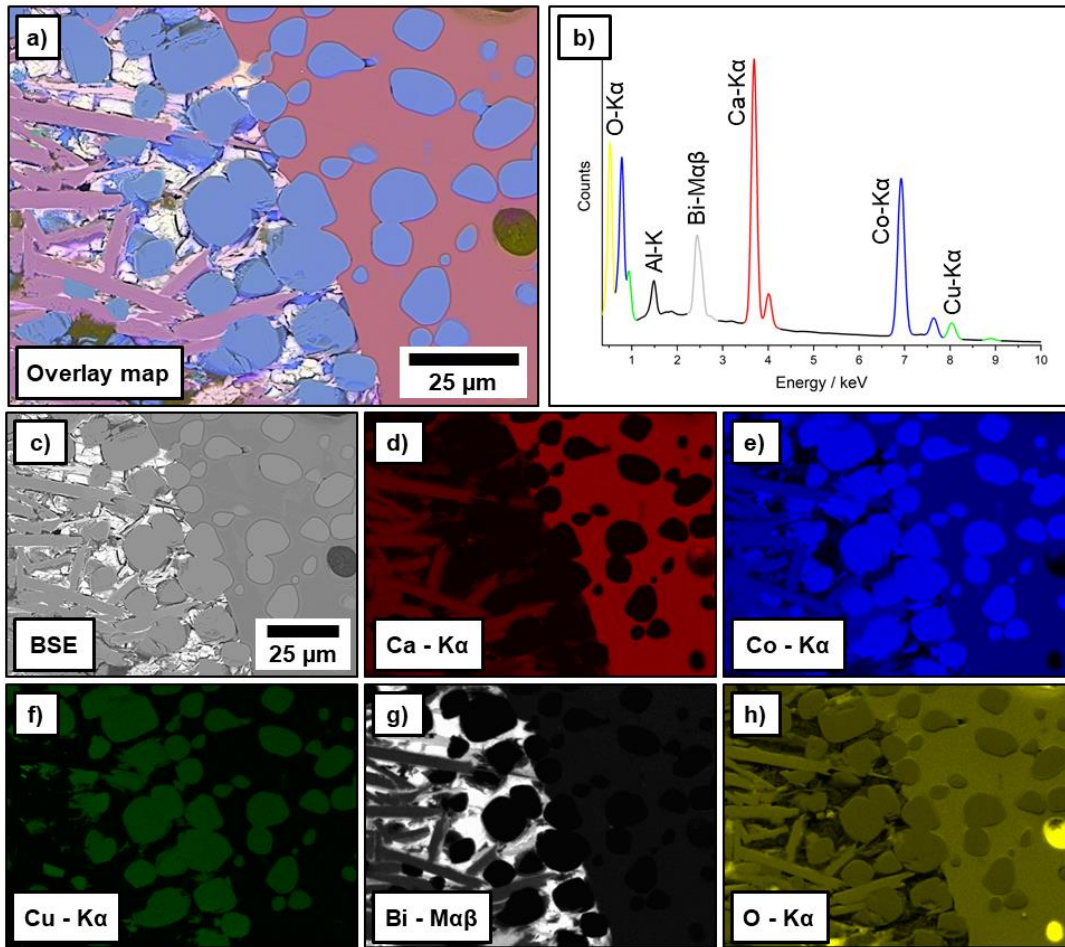 a)
Overlay map
25 µm
b)
O-Kα
Al-K
Bi-Mαβ
Ca-Kα
Co-Kα
Cu-Kα
Counts
1 2 3 4 5 6 7 8 9 10
Energy / keV
c)
BSE
25 µm
d)
Ca - Kα
e)
Co - Kα
f)
Cu - Kα
g)
Bi - Mαβ
h)
O - Kα